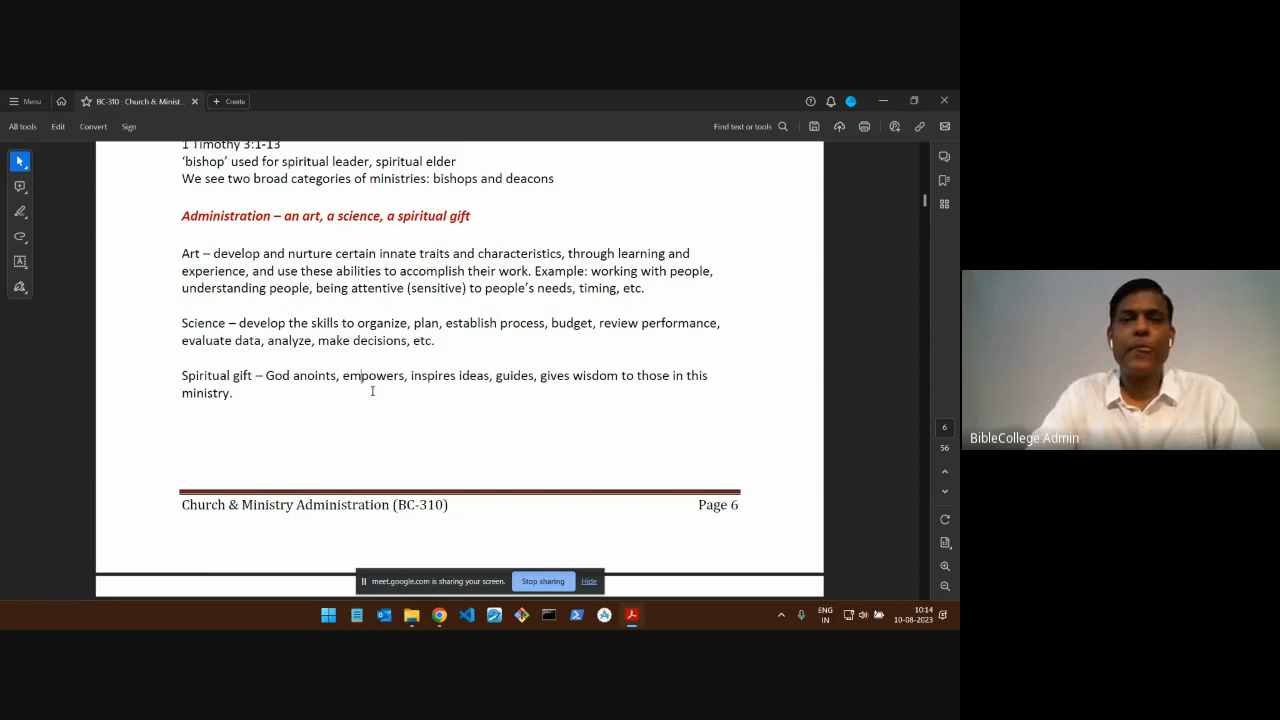 Menu
BC-310 : Church & Minist...
Create
All tools
Edit
Convert
Sign
Find text or tools
1 Timothy 3:1-13
‘bishop’ used for spiritual leader, spiritual elder
We see two broad categories of ministries: bishops and deacons
Administration – an art, a science, a spiritual gift
Art – develop and nurture certain innate traits and characteristics, through learning and
experience, and use these abilities to accomplish their work. Example: working with people,
understanding people, being attentive (sensitive) to people’s needs, timing, etc.
Science – develop the skills to organize, plan, establish process, budget, review performance,
evaluate data, analyze, make decisions, etc.
Spiritual gift – God anoints, empowers, inspires ideas, guides, gives wisdom to those in this
ministry.
Church & Ministry Administration (BC-310)
Page 6
6
56
BibleCollege Admin
meet.google.com is sharing your screen.
Stop sharing
Hide
ENG
IN
10:14
10-08-2023